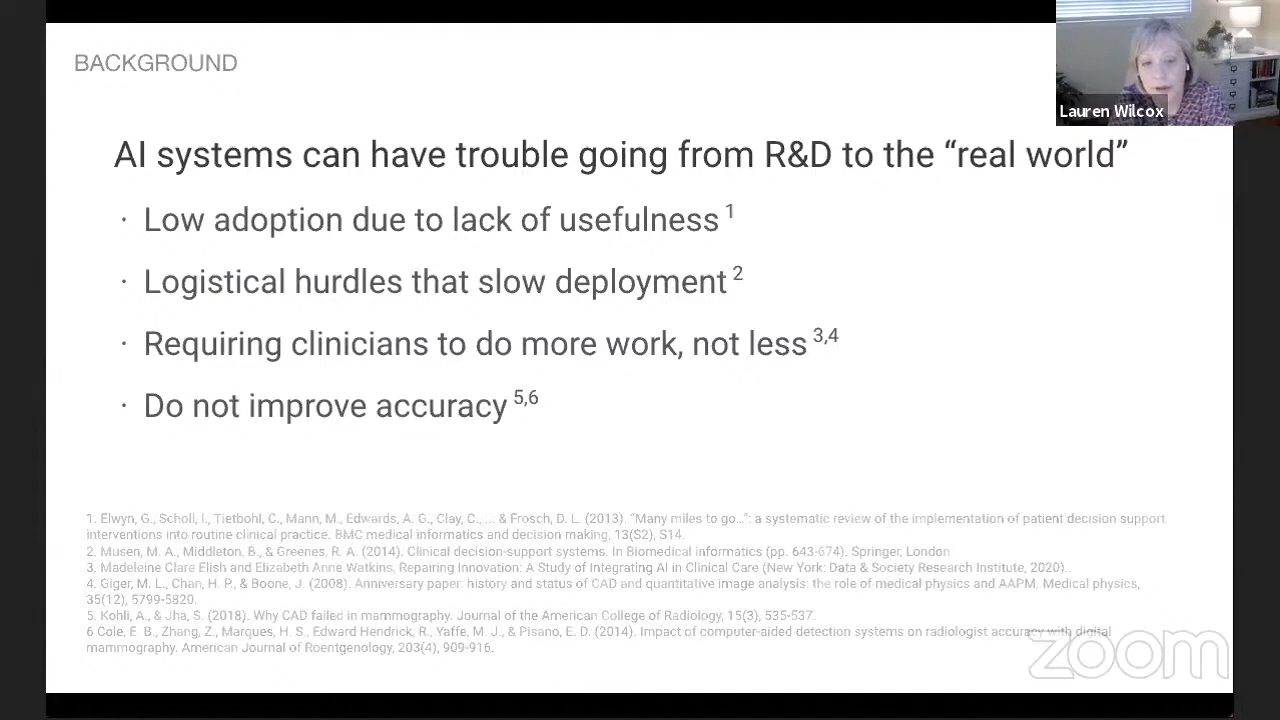 BACKGROUND
Lauren Wilcox
AI systems can have trouble going from R&D to the “real world”
· Low adoption due to lack of usefulness 1
· Logistical hurdles that slow deployment 2
· Requiring clinicians to do more work, not less 3,4
· Do not improve accuracy 5,6
1. Elwyn, G., Scholl, I., Tietbohl, C., Mann, M., Edwards, A. G., Clay, C., ... & Frosch, D. L. (2013). “Many miles to go...”: a systematic review of the implementation of patient decision support
interventions into routine clinical practice. BMC medical informatics and decision making, 13(S2), S14.
2. Musen, M. A., Middleton, B., & Greenes, R. A. (2014). Clinical decision-support systems. In Biomedical informatics (pp. 643-674). Springer, London.
3. Madeleine Clare Elish and Elizabeth Anne Watkins, Repairing Innovation: A Study of Integrating AI in Clinical Care (New York: Data & Society Research Institute, 2020)..
4. Giger, M. L., Chan, H. P., & Boone, J. (2008). Anniversary paper: history and status of CAD and quantitative image analysis: the role of medical physics and AAPM. Medical physics,
35(12), 5799-5820.
5. Kohli, A., & Jha, S. (2018). Why CAD failed in mammography. Journal of the American College of Radiology, 15(3), 535-537.
6 Cole, E. B., Zhang, Z., Marques, H. S., Edward Hendrick, R., Yaffe, M. J., & Pisano, E. D. (2014). Impact of computer-aided detection systems on radiologist accuracy with digital
mammography. American Journal of Roentgenology, 203(4), 909-916.
zoom